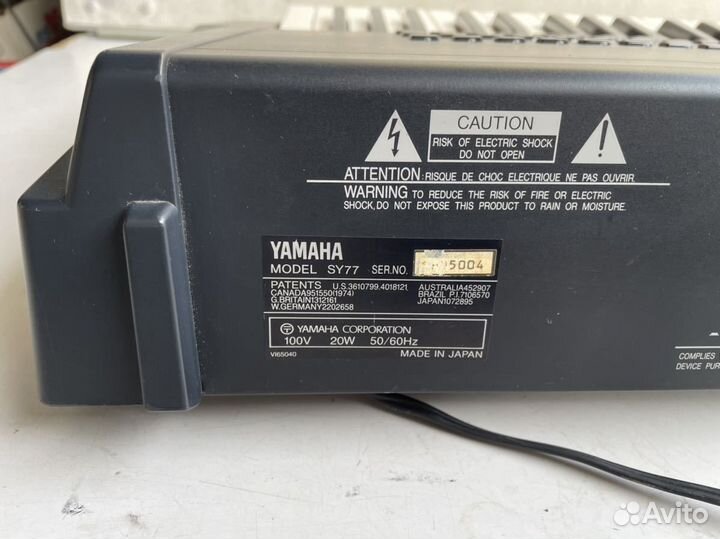 CAUTION
RISK OF ELECTRIC SHOCK
DO NOT OPEN
ATTENTION:RISQUE DE CHOC ELECTRIQUE NE PAS OUVRIR.
WARNING: TO REDUCE THE RISK OF FIRE OR ELECTRIC
SHOCK,DO NOT EXPOSE THIS PRODUCT TO RAIN OR MOISTURE.
YAMAHA
MODEL SY77 SER.NO. 5004
PATENTS U.S.3610799.4018121, AUSTRALIA452907
CANADA951550(1974) BRAZIL P.I.7106570
G.BRITAIN1312161 JAPAN1072895
W.GERMANY2202658
YAMAHA CORPORATION
100V 20W 50/60Hz
VI65040 MADE IN JAPAN
COMPLIES
DEVICE PUR
Avito